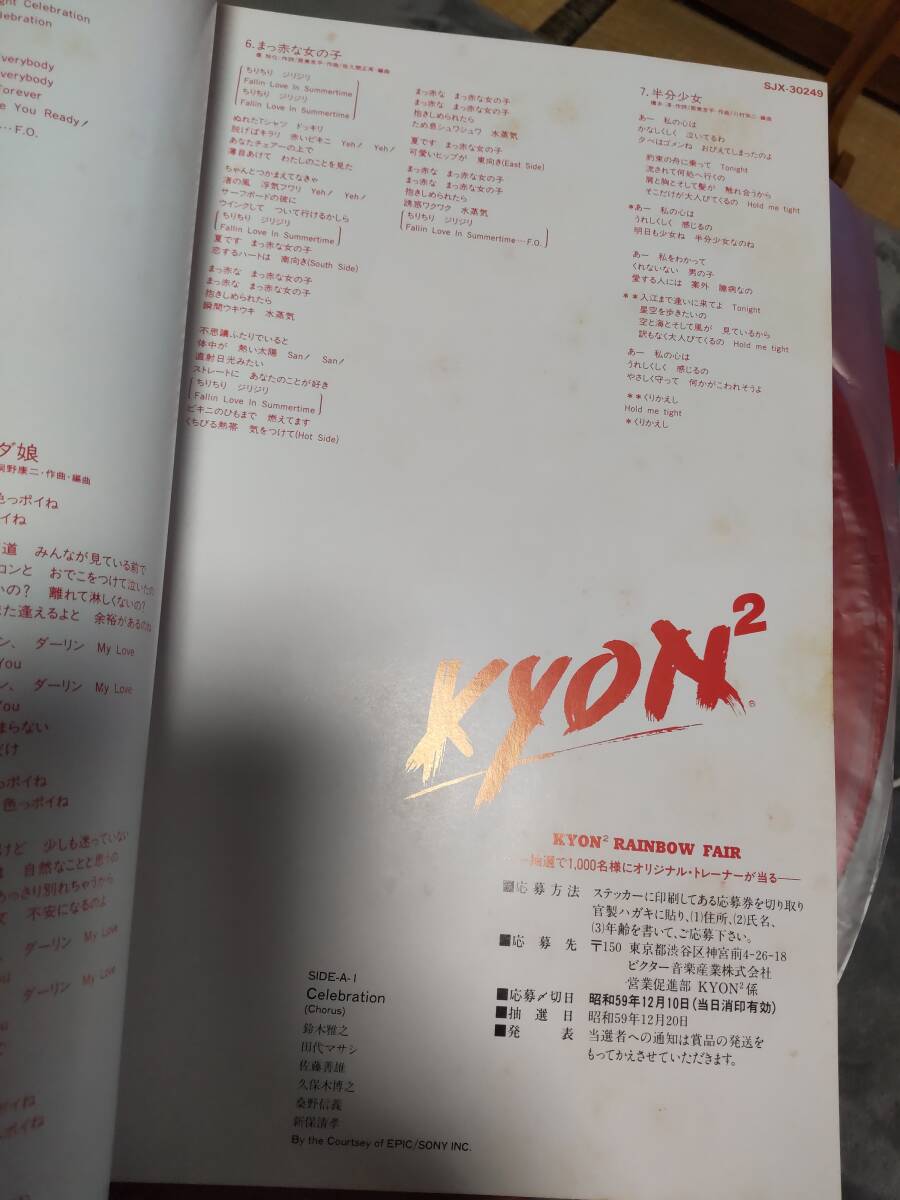 ght Celebration
lebration
verybody
verybody
orever
e You Ready!
…F.O.
ダ娘
野康二・作曲・編曲
色っポイね
イね
道　みんなが見ている前で
コンと　おでこをつけて泣いたの
いの？　離れて淋しくないの？
た逢えるよと　余裕があるのね
ン、　ダーリン　My Love
You
ン、　ダーリン　My Love
You
まらない
だけ
っポイね
色っポイね
けど　少しも迷っていない
自然なことと思うの
あっさり別れちゃうから
不安になるのよ
ダーリン　My Love
ダーリン　My Love
You
ポイね
っポイね
6.まっ赤な女の子
ちりちり　ジリジリ
Fallin Love In Summertime
ちりちり　ジリジリ
Fallin Love In Summertime
ぬれたTシャツ　ドッキリ
脱げばキラリ　赤いビキニ　Yeh!　Yeh!
あなたチェアーの上で
薄目あけて　わたしのことを見た
ちゃんとつかまえてなきゃ
渚の風　浮気フワリ　Yeh!　Yeh!
サーフボードの彼に
ウインクして　ついて行けるかしら
ちりちり　ジリジリ
Fallin Love In Summertime
夏です　まっ赤な女の子
恋するハートは　南向き(South Side)
まっ赤な　まっ赤な女の子
まっ赤な　まっ赤な女の子
抱きしめられたら
瞬間ウキウキ　水蒸気
不思議ふたりでいると
体中が　熱い太陽　San!　San!
直射日光みたい
ストレートに　あなたのことが好き
ちりちり　ジリジリ
Fallin Love In Summertime
ビキニのひもまで　燃えてます
くちびる熱帯　気をつけて(Hot Side)
まっ赤な　まっ赤な女の子
まっ赤な　まっ赤な女の子
抱きしめられたら
ため息シュワシュワ　水蒸気
夏です　まっ赤な女の子
可愛いヒップが　東向き(East Side)
まっ赤な　まっ赤な女の子
まっ赤な　まっ赤な女の子
抱きしめられたら
誘惑ワクワク　水蒸気
ちりちり　ジリジリ
Fallin Love In Summertime…F.O.
SJX-30249
7.半分少女
あー　私の心は
かなしくしく　泣いてるわ
夕べはゴメンね　おびえてしまったのよ
約束の舟に乗って　Tonight
流されて何処へ行くの
肩と胸とそして髪が　触れ合うから
そこだけが大人びてくるの　Hold me tight
*あー　私の心は
うれしくしく　感じるの
明日も少女ね　半分少女なのね
あー　私をわかって
くれないない　男の子
愛する人には　案外　臆病なの
**入江まで逢いに来てよ　Tonight
星空を歩きたいの
空と海とそして風が　見ているから
訳もなく大人びてくるの　Hold me tight
あー　私の心は
うれしくしく　感じるの
やさしく守って　何かがこわれそうよ
**くりかえし
Hold me tight
*くりかえし
KYON²
®
KYON² RAINBOW FAIR
—抽選で1,000名様にオリジナル・トレーナーが当る—
■応募方法　ステッカーに印刷してある応募券を切り取り
官製ハガキに貼り、(1)住所、(2)氏名、
(3)年齢を書いて、ご応募下さい。
■応募先　〒150　東京都渋谷区神宮前4-26-18
ビクター音楽産業株式会社
営業促進部 KYON²係
■応募〆切日　昭和59年12月10日(当日消印有効)
■抽選日　昭和59年12月20日
■発表　当選者への通知は賞品の発送を
もってかえさせていただきます。
SIDE-A-1
Celebration
(Chorus)
鈴木雅之
田代マサシ
佐藤善雄
久保木博之
桑野信義
新保清孝
By the Courtsey of EPIC/SONY INC.